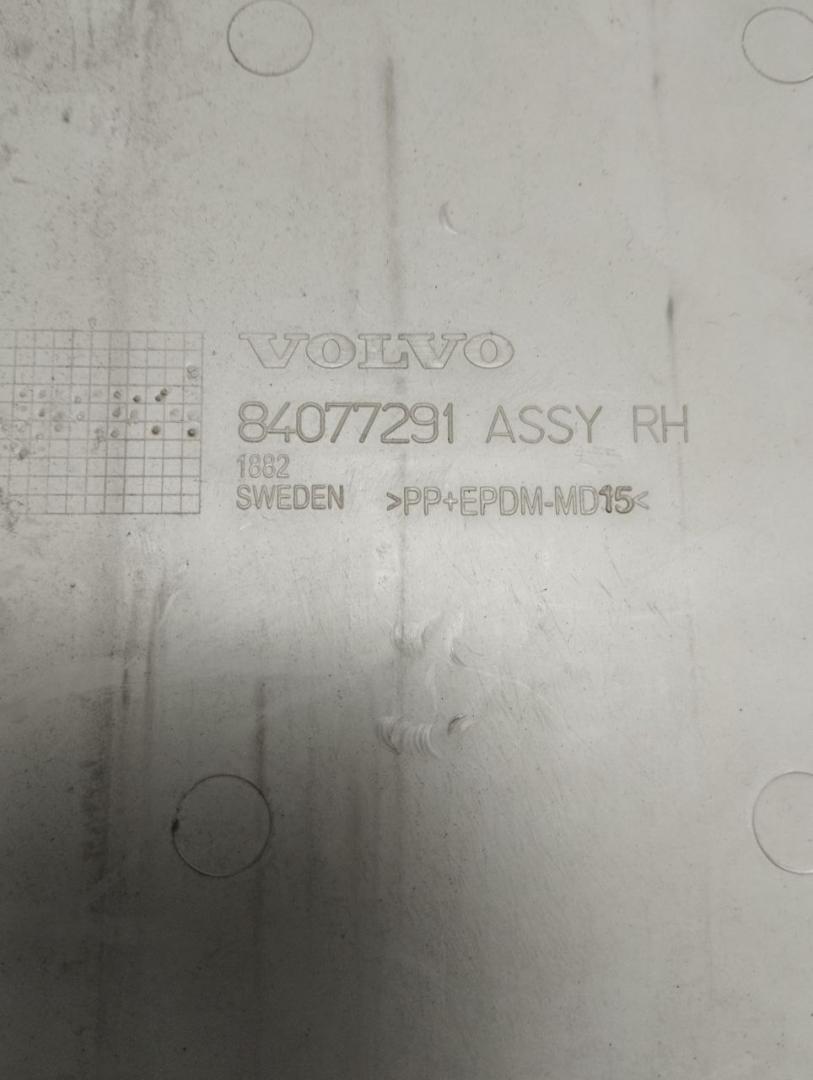 VOLVO
84077291 ASSY RH
1882
SWEDEN >PP+EPDM-MD15<